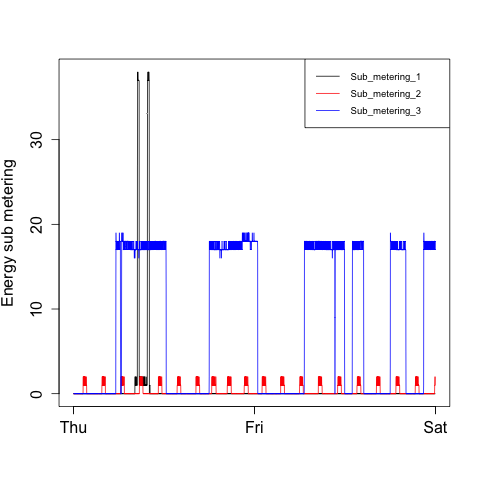 Sub_metering_1
Sub_metering_2
Sub_metering_3
Energy sub metering
30
20
10
0
Thu Fri Sat